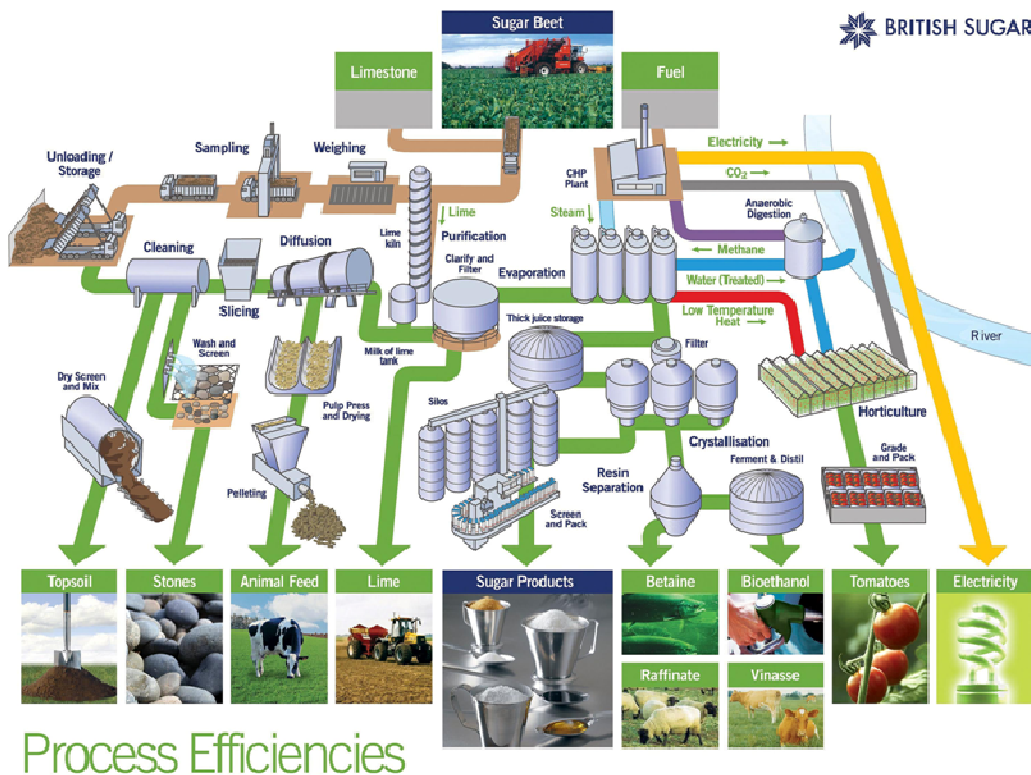 Sugar Beet
BRITISH SUGAR
Limestone
Fuel
Electricity
CO₂
Unloading /
Storage
Sampling
Weighing
CHP
Plant
Anaerobic
Digestion
Lime
Steam
Lime
kiln
Purification
Cleaning
Diffusion
Clarify and
Filter
Evaporation
Methane
Water (Treated)
Slicing
Low Temperature
Heat
Thick juice storage
River
Wash and
Screen
Milk of lime
tank
Filter
Dry Screen
and Mix
Pulp Press
and Drying
Silos
Horticulture
Crystallisation
Grade
and Pack
Resin
Separation
Ferment & Distil
Pelleting
Screen
and Pack
Topsoil
Stones
Animal Feed
Lime
Sugar Products
Betaine
Bioethanol
Tomatoes
Electricity
Raffinate
Vinasse
Process Efficiencies